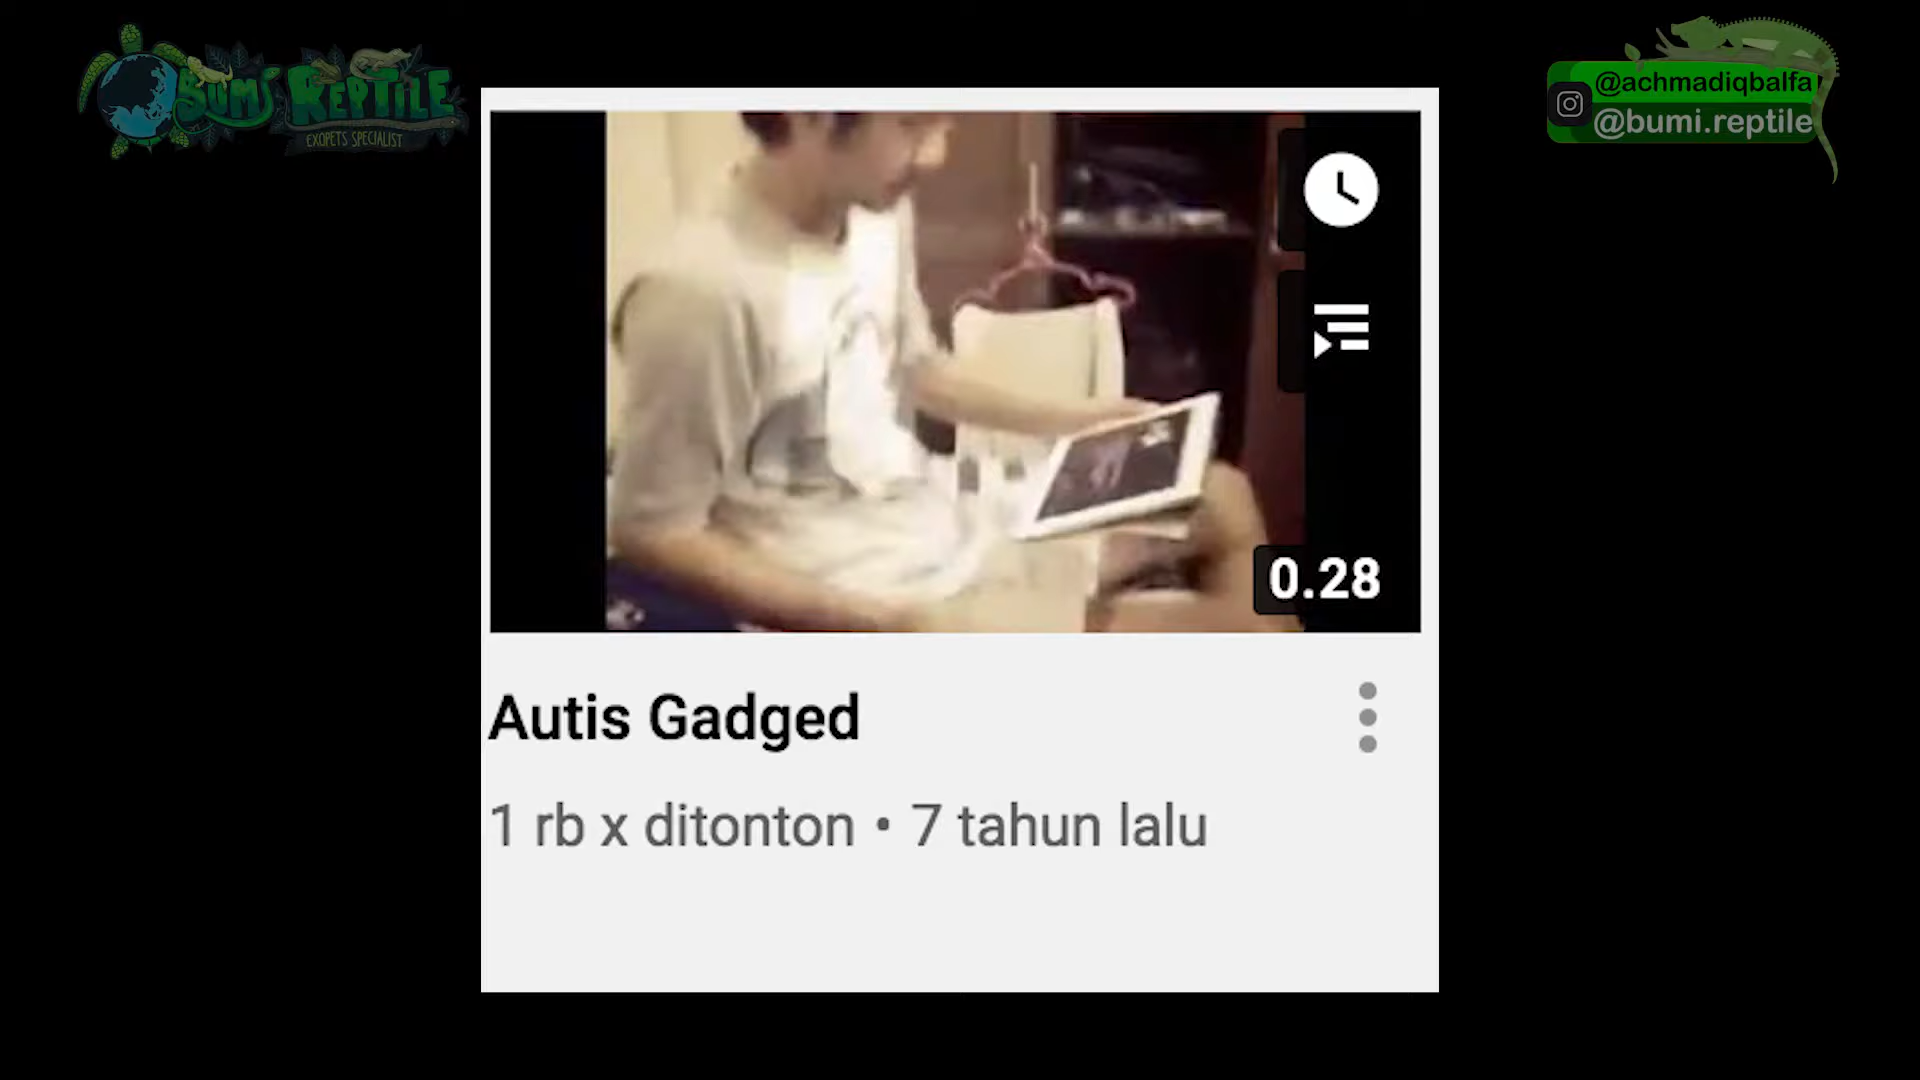 BUMI REPTILE
EXOPETS SPECIALIST
@achmadiqbalfa
@bumi.reptile
0.28
Autis Gadged
1 rb x ditonton • 7 tahun lalu